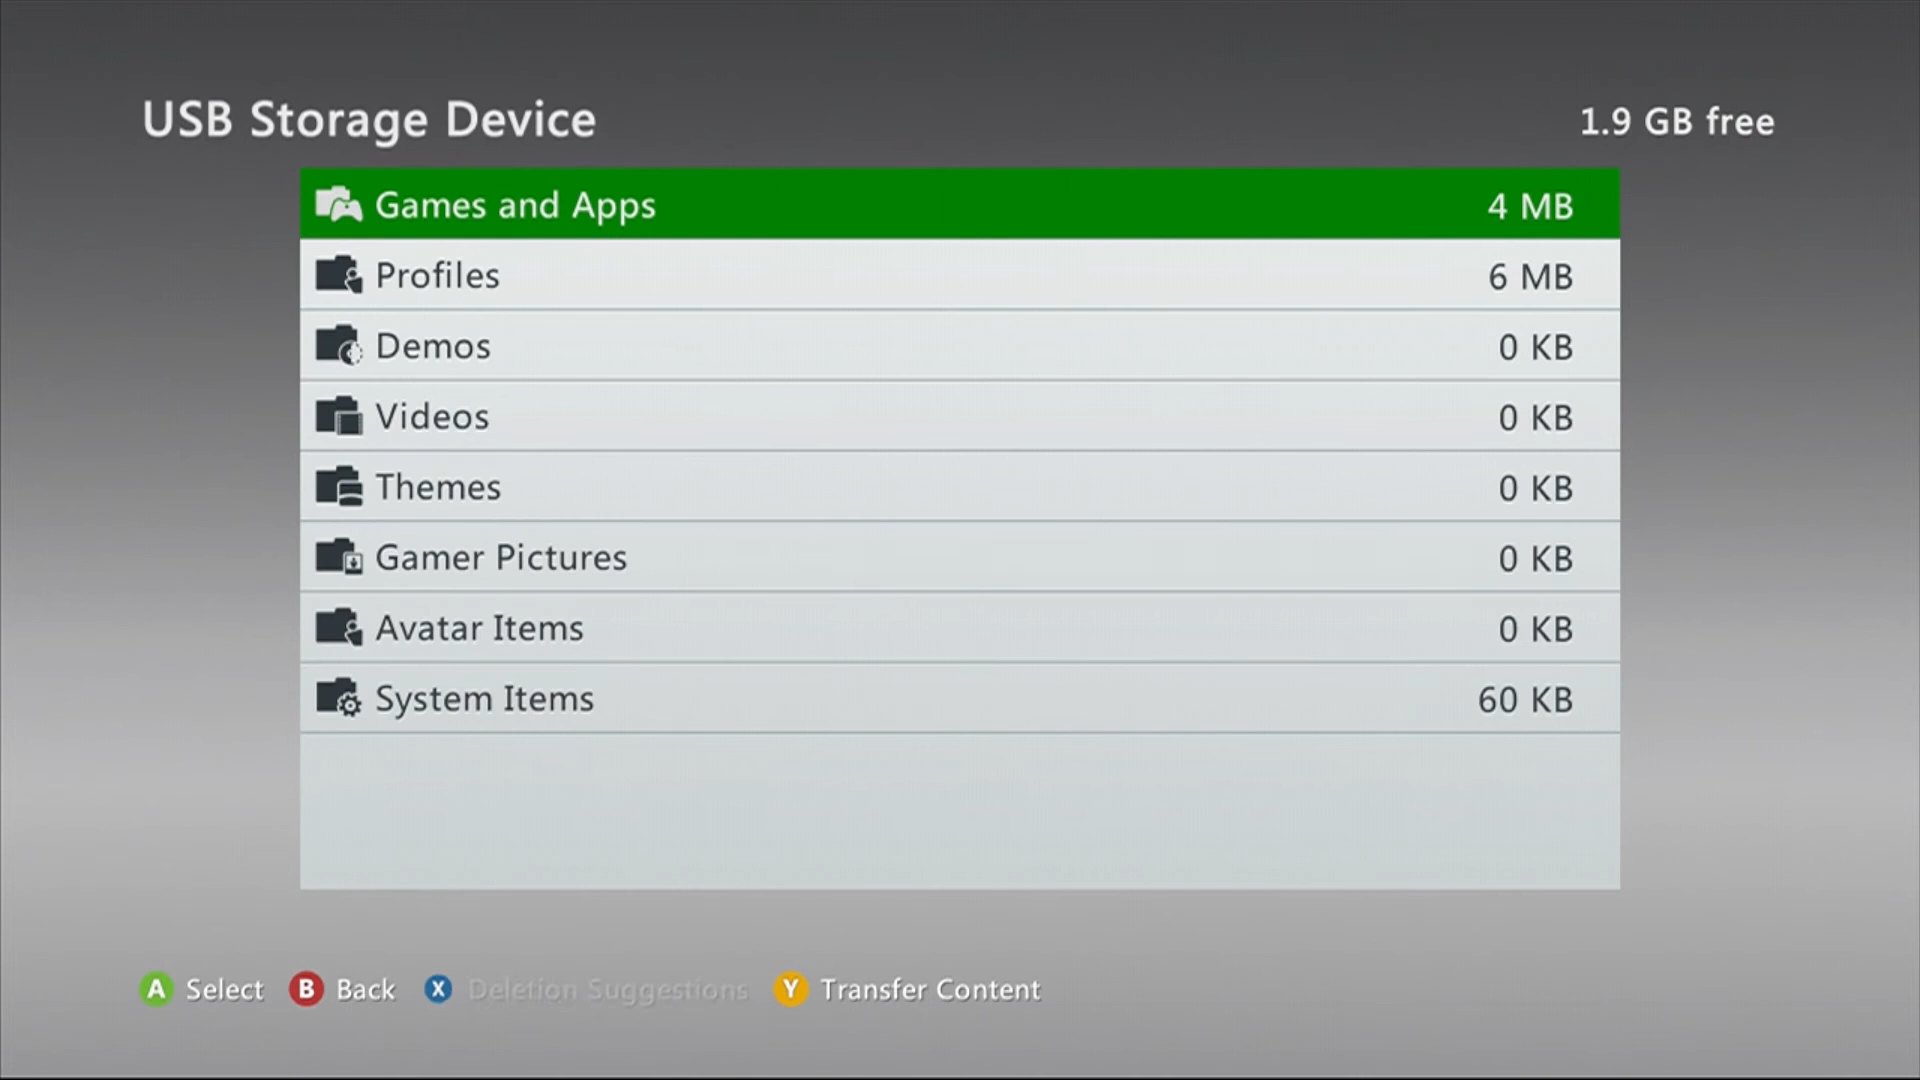 USB Storage Device 1.9 GB free
Games and Apps 4 MB
Profiles 6 MB
Demos 0 KB
Videos 0 KB
Themes 0 KB
Gamer Pictures 0 KB
Avatar Items 0 KB
System Items 60 KB
A Select B Back X Deletion Suggestions Y Transfer Content